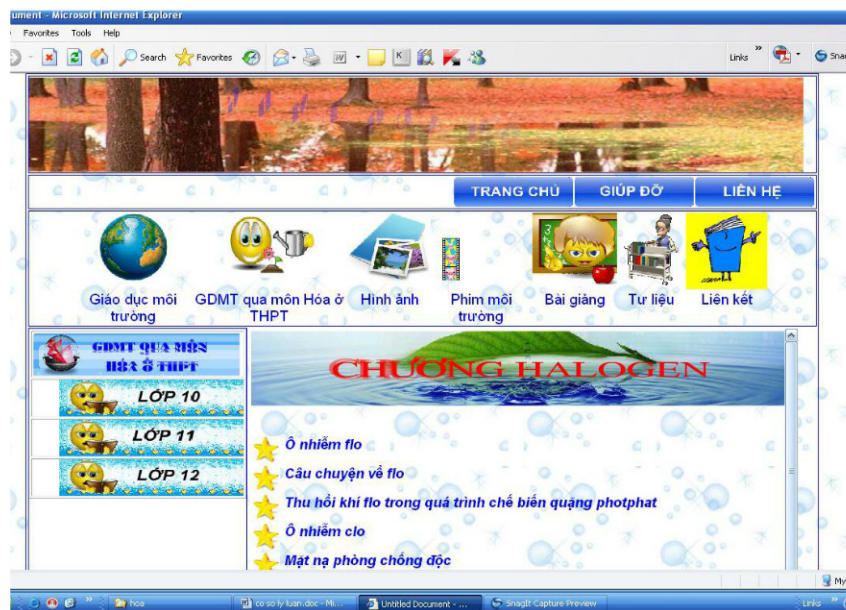 ument - Microsoft Internet Explorer
Favorites Tools Help
Search Favorites Links Snag
TRANG CHỦ GIÚP ĐỠ LIÊN HỆ
Giáo dục môi trường
GDMT qua môn Hóa ở THPT
Hình ảnh
Phim môi trường
Bài giảng
Tư liệu
Liên kết
GDMT QUA MÔN
HÓA Ở THPT
LỚP 10
LỚP 11
LỚP 12
CHƯƠNG HALOGEN
Ô nhiễm flo
Câu chuyện về flo
Thu hồi khí flo trong quá trình chế biến quặng photphat
Ô nhiễm clo
Mặt nạ phòng chống độc
My
hoa co so ly luan.doc - Mi... Untitled Document - ... SnagIt Capture Preview Links